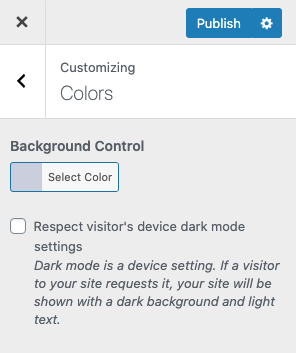 Publish
Customizing
Colors
Background Control
Select Color
Respect visitor's device dark mode
settings
Dark mode is a device setting. If a visitor
to your site requests it, your site will be
shown with a dark background and light
text.